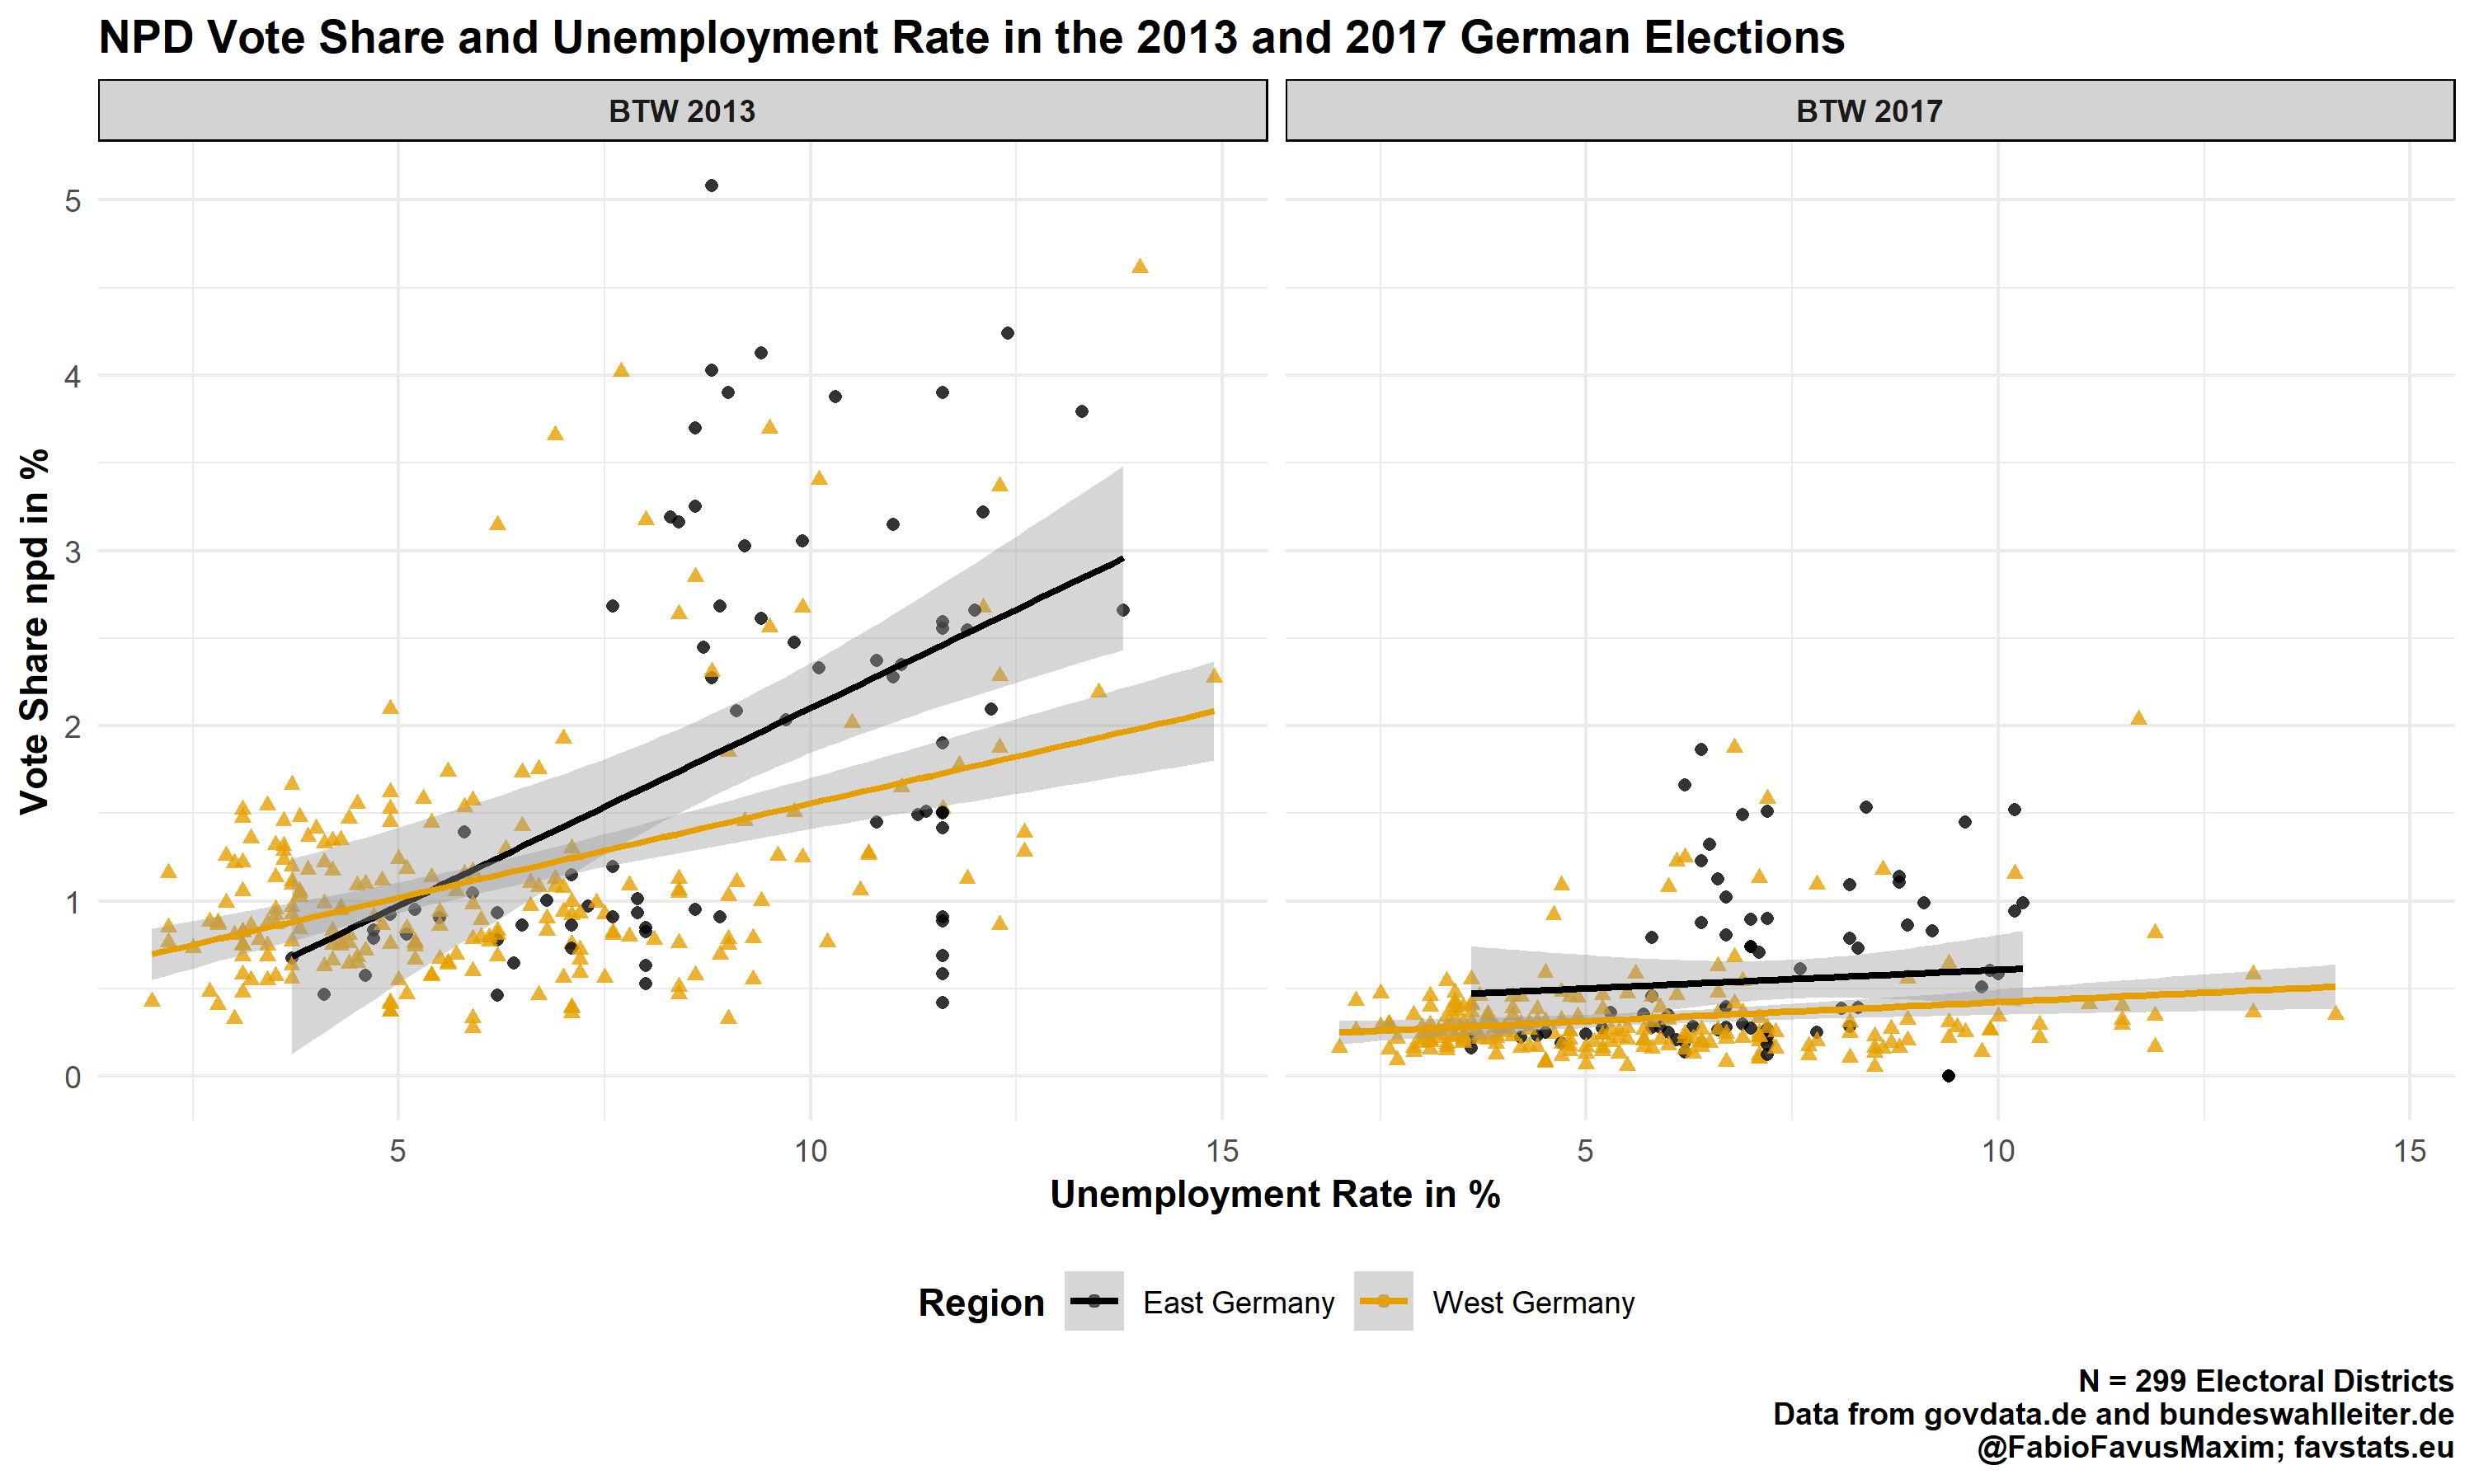 NPD Vote Share and Unemployment Rate in the 2013 and 2017 German Elections
BTW 2013
BTW 2017
Vote Share npd in %
5
4
3
2
1
0
5
10
15
5
10
15
Unemployment Rate in %
Region
East Germany
West Germany
N = 299 Electoral Districts
Data from govdata.de and bundeswahlleiter.de
@FabioFavusMaxim; favstats.eu